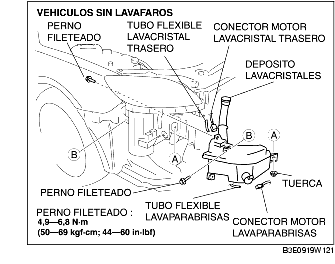 VEHICULOS SIN LAVAFAROS
PERNO
FILETEADO
TUBO FLEXIBLE
LAVACRISTAL
TRASERO
CONECTOR MOTOR
LAVACRISTAL TRASERO
DEPOSITO
LAVACRISTALES
B
A
B
A
PERNO FILETEADO
TUERCA
TUBO FLEXIBLE
LAVAPARABRISAS
CONECTOR MOTOR
LAVAPARABRISAS
PERNO FILETEADO :
4,9—6,8 N·m
(50—69 kgf·cm; 44—60 in·lbf)
B3E0919W121